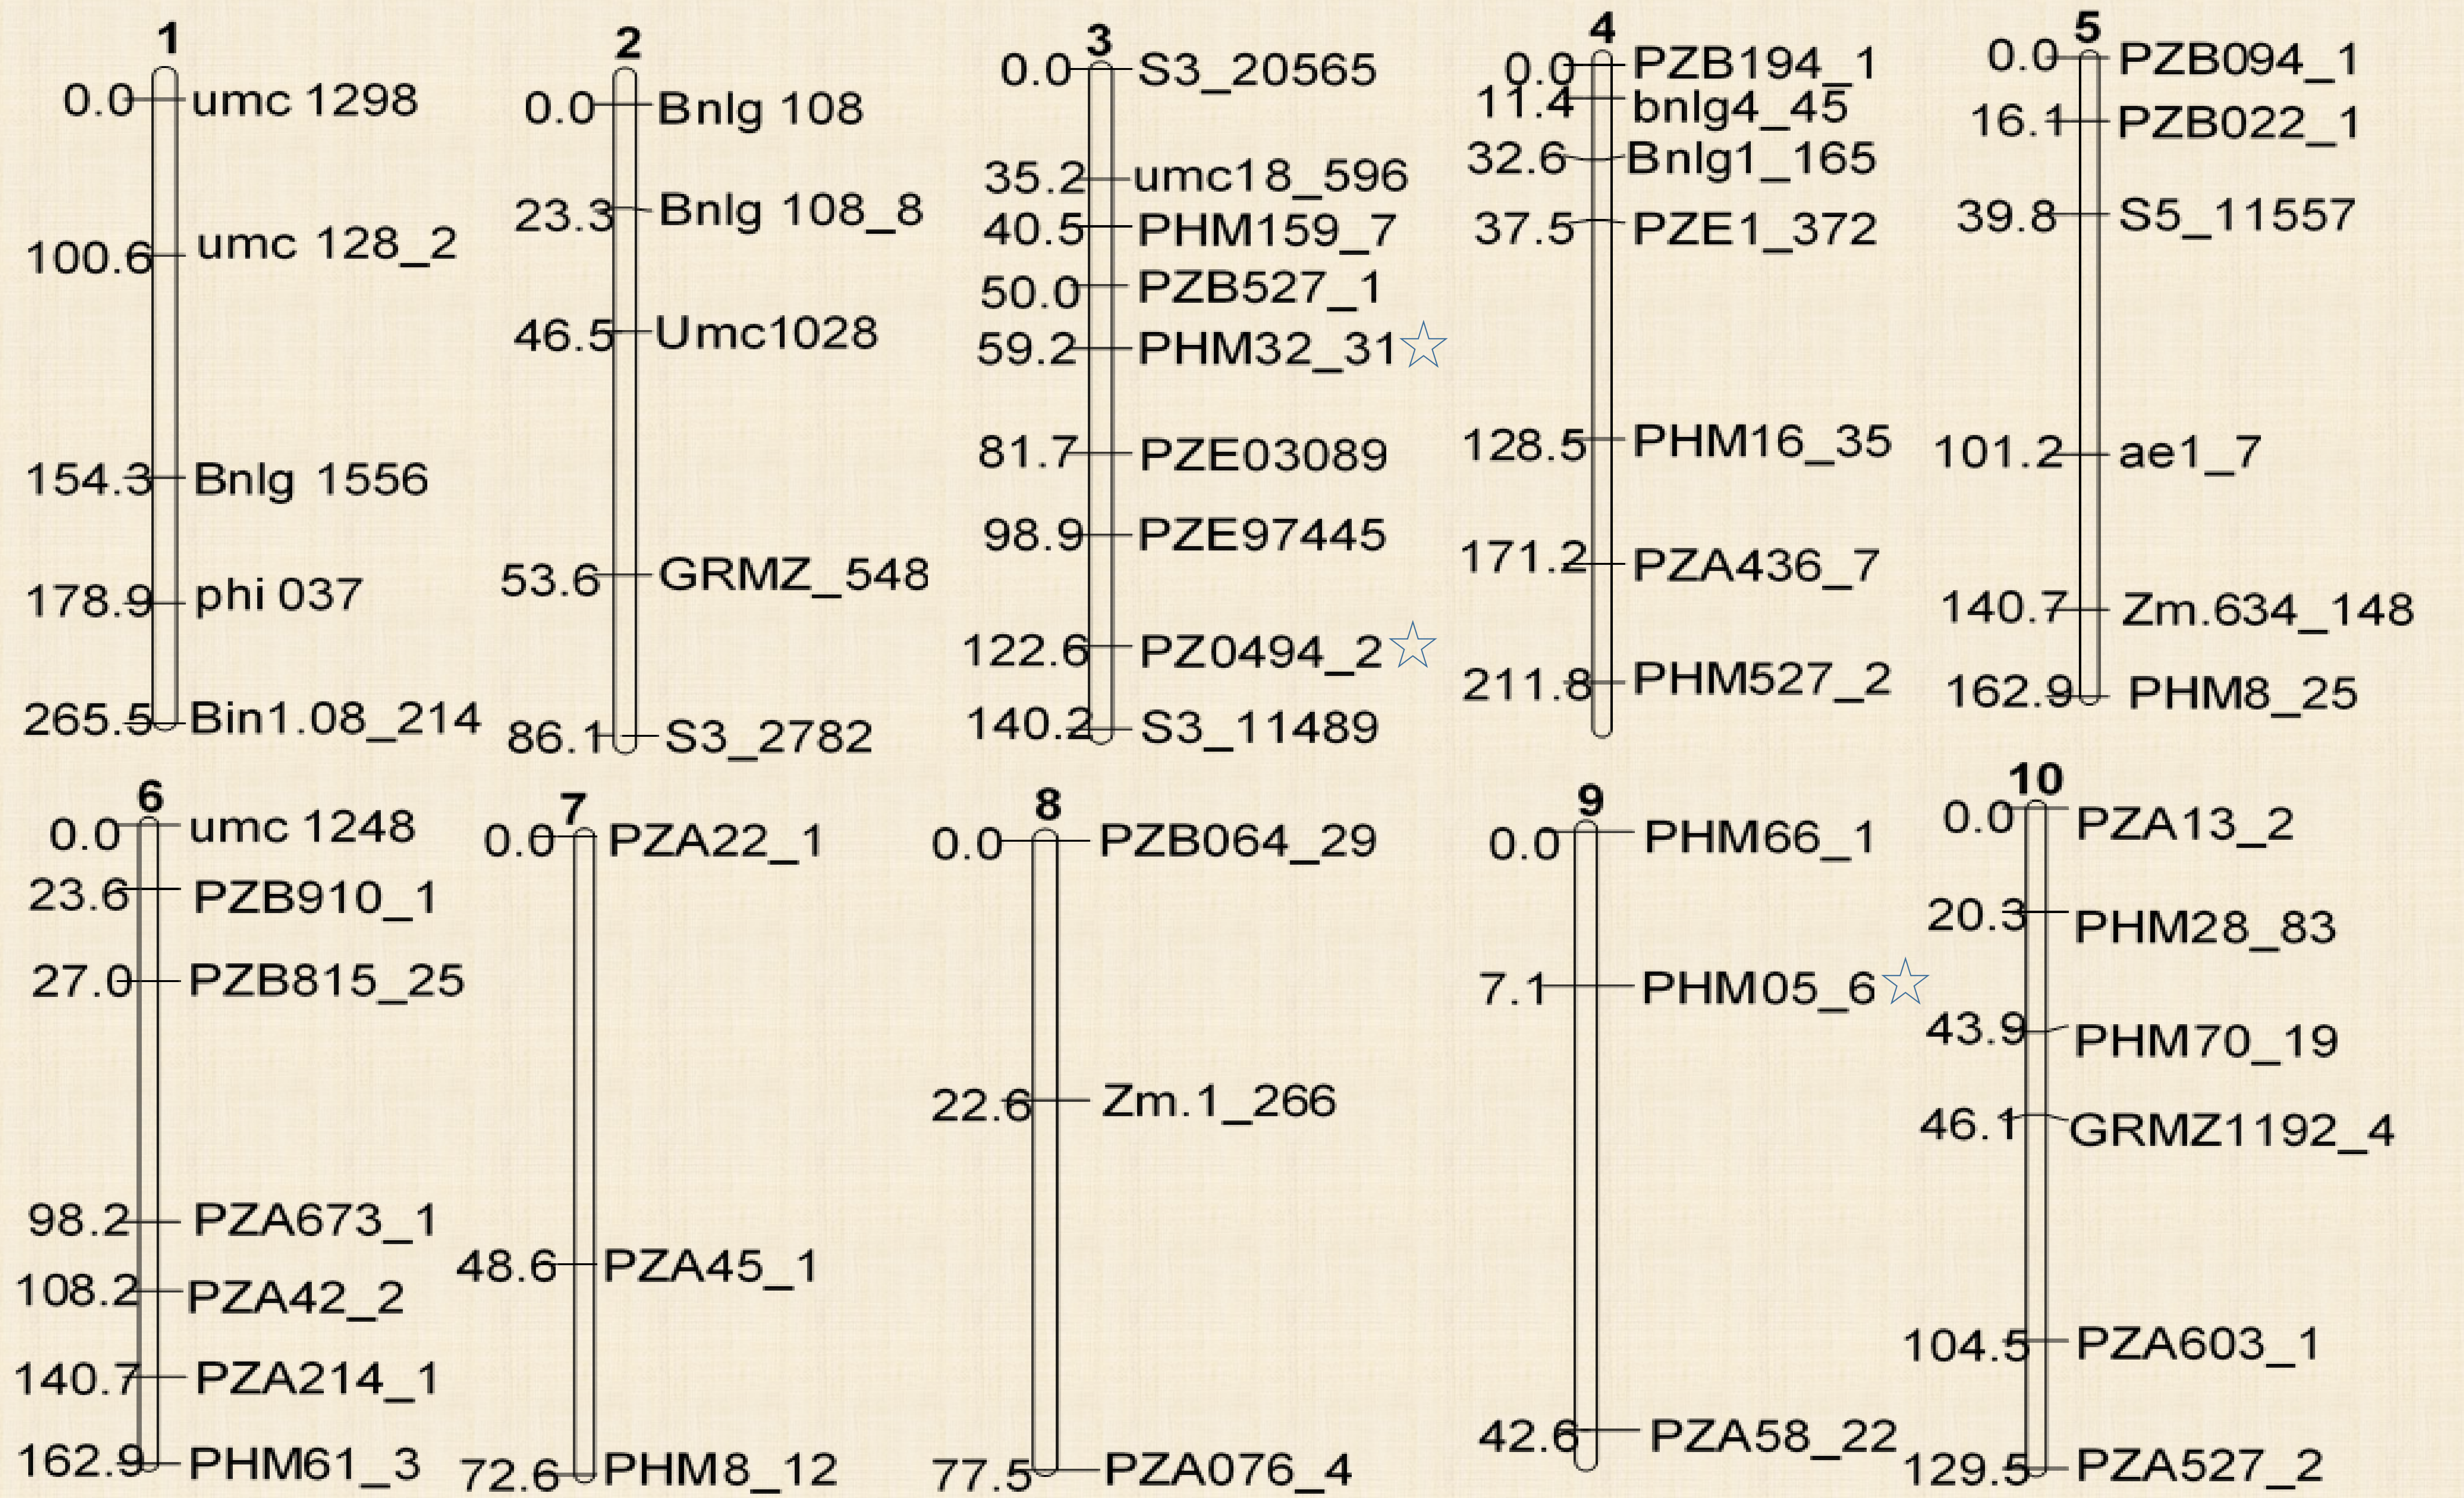 1
0.0 umc 1298
100.6 umc 128_2
154.3 Bnlg 1556
178.9 phi 037
265.5 Bin1.08_214
2
0.0 Bnlg 108
23.3 Bnlg 108_8
46.5 Umc1028
53.6 GRMZ_548
86.1 S3_2782
3
0.0 S3_20565
35.2 umc18_596
40.5 PHM159_7
50.0 PZB527_1
59.2 PHM32_31
81.7 PZE03089
98.9 PZE97445
122.6 PZ0494_2
140.2 S3_11489
4
0.0 PZB194_1
11.4 bnlg4_45
32.6 Bnlg1_165
37.5 PZE1_372
128.5 PHM16_35
171.2 PZA436_7
211.8 PHM527_2
5
0.0 PZB094_1
16.1 PZB022_1
39.8 S5_11557
101.2 ae1_7
140.7 Zm.634_148
162.9 PHM8_25
6
0.0 umc 1248
23.6 PZB910_1
27.0 PZB815_25
98.2 PZA673_1
108.2 PZA42_2
140.7 PZA214_1
162.9 PHM61_3
7
0.0 PZA22_1
48.6 PZA45_1
72.6 PHM8_12
8
0.0 PZB064_29
22.6 Zm.1_266
77.5 PZA076_4
9
0.0 PHM66_1
7.1 PHM05_6
42.6 PZA58_22
10
0.0 PZA13_2
20.3 PHM28_83
43.9 PHM70_19
46.1 GRMZ1192_4
104.5 PZA603_1
129.5 PZA527_2